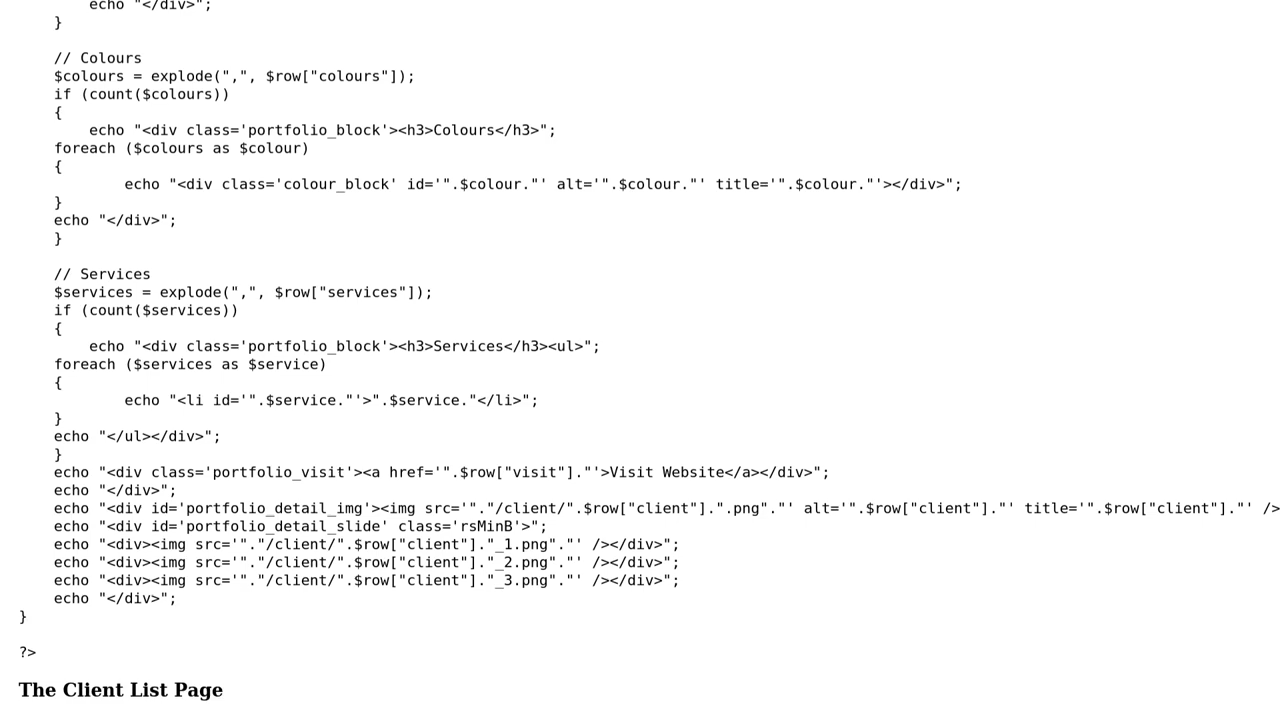 echo "</div>";
}
// Colours
$colours = explode(",", $row["colours"]);
if (count($colours))
{
echo "<div class='portfolio_block'><h3>Colours</h3>";
foreach ($colours as $colour)
{
echo "<div class='colour_block' id='".$colour."' alt='".$colour."' title='".$colour."'></div>";
}
echo "</div>";
}
// Services
$services = explode(",", $row["services"]);
if (count($services))
{
echo "<div class='portfolio_block'><h3>Services</h3><ul>";
foreach ($services as $service)
{
echo "<li id='".$service."'>".$service."</li>";
}
echo "</ul></div>";
}
echo "<div class='portfolio_visit'><a href='".$row["visit"]."'>Visit Website</a></div>";
echo "</div>";
echo "<div id='portfolio_detail_img'><img src='"."/client/".$row["client"].".png"."' alt='".$row["client"]."' title='".$row["client"]."' />
echo "<div id='portfolio_detail_slide' class='rsMinB'>";
echo "<div><img src='"."/client/".$row["client"]."_1.png"."' /></div>";
echo "<div><img src='"."/client/".$row["client"]."_2.png"."' /></div>";
echo "<div><img src='"."/client/".$row["client"]."_3.png"."' /></div>";
echo "</div>";
}
?>
The Client List Page